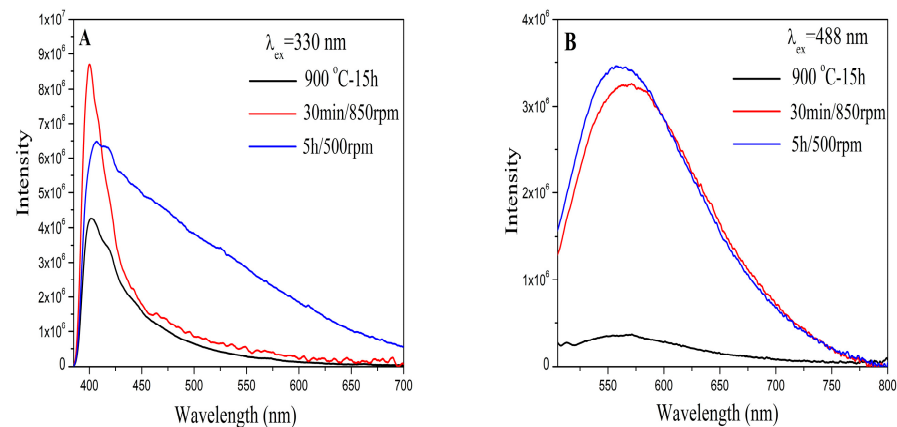 A
λex=330 nm
900 °C-15h
30min/850rpm
5h/500rpm
1x10⁷
9x10⁶
8x10⁶
7x10⁶
6x10⁶
5x10⁶
4x10⁶
3x10⁶
2x10⁶
1x10⁶
0
Intensity
400 450 500 550 600 650 700
Wavelength (nm)
B
λex=488 nm
900 °C-15h
30min/850rpm
5h/500rpm
4x10⁶
3x10⁶
2x10⁶
1x10⁶
0
Intensity
550 600 650 700 750 800
Wavelength (nm)